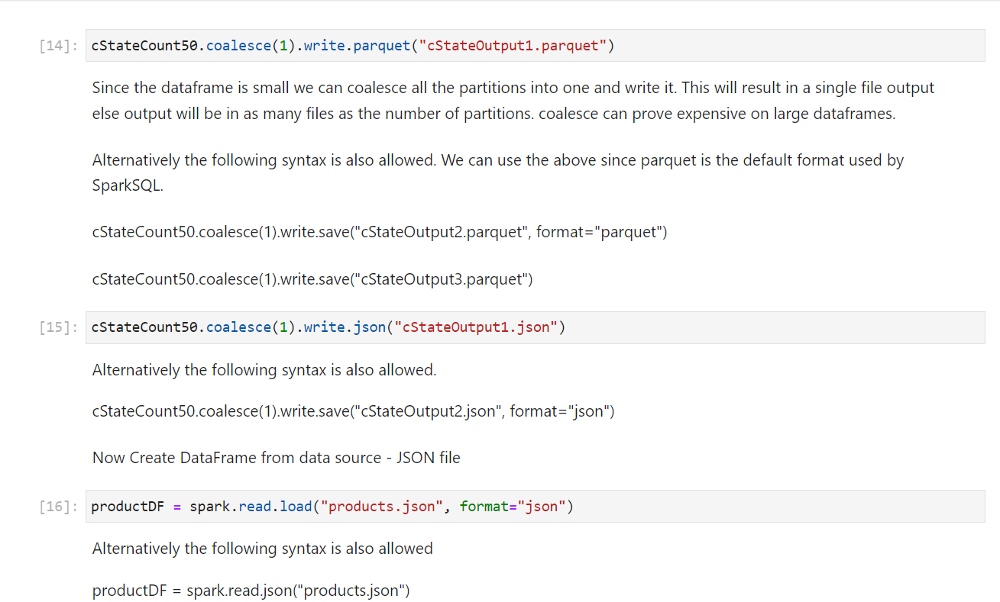 [14]: cStateCount50.coalesce(1).write.parquet("cStateOutput1.parquet")
Since the dataframe is small we can coalesce all the partitions into one and write it. This will result in a single file output
else output will be in as many files as the number of partitions. coalesce can prove expensive on large dataframes.
Alternatively the following syntax is also allowed. We can use the above since parquet is the default format used by
SparkSQL.
cStateCount50.coalesce(1).write.save("cStateOutput2.parquet", format="parquet")
cStateCount50.coalesce(1).write.save("cStateOutput3.parquet")
[15]: cStateCount50.coalesce(1).write.json("cStateOutput1.json")
Alternatively the following syntax is also allowed.
cStateCount50.coalesce(1).write.save("cStateOutput2.json", format="json")
Now Create DataFrame from data source - JSON file
[16]: productDF = spark.read.load("products.json", format="json")
Alternatively the following syntax is also allowed
productDF = spark.read.json("products.json")